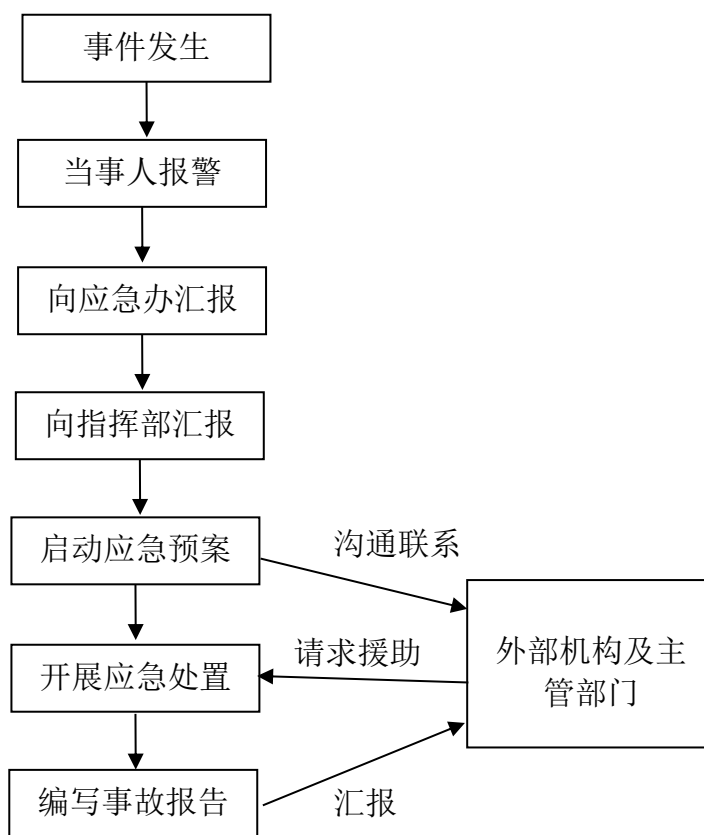 事件发生
当事人报警
向应急办汇报
向指挥部汇报
启动应急预案
沟通联系
开展应急处置
请求援助
外部机构及主
管部门
编写事故报告
汇报